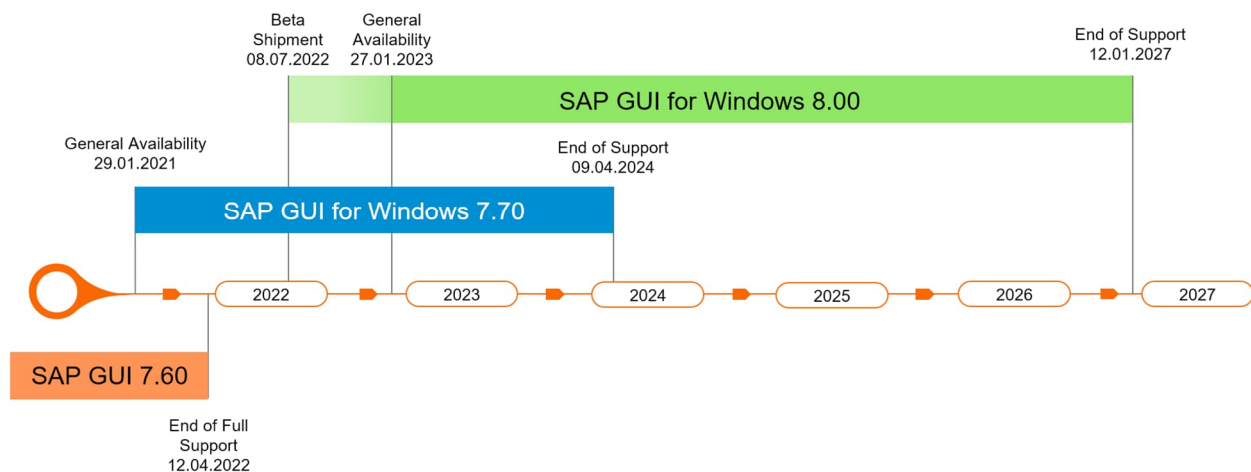 Beta
Shipment
08.07.2022
General
Availability
27.01.2023
End of Support
12.01.2027
SAP GUI for Windows 8.00
General Availability
29.01.2021
End of Support
09.04.2024
SAP GUI for Windows 7.70
2022
2023
2024
2025
2026
2027
SAP GUI 7.60
End of Full
Support
12.04.2022